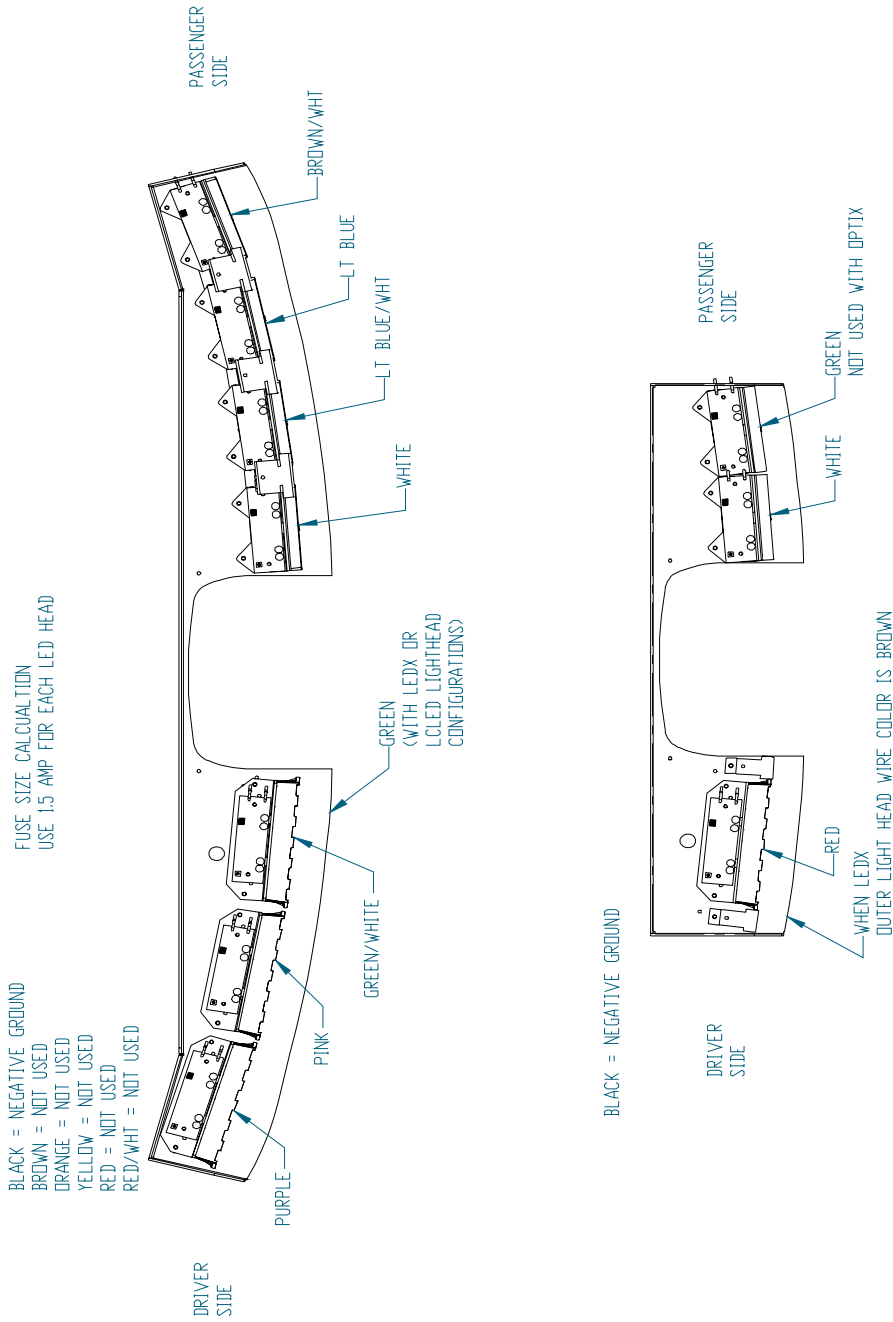 BLACK = NEGATIVE GROUND
BROWN = NOT USED
ORANGE = NOT USED
YELLOW = NOT USED
RED = NOT USED
RED/WHT = NOT USED
FUSE SIZE CALCUALTION
USE 1.5 AMP FOR EACH LED HEAD
DRIVER
SIDE
PASSENGER
SIDE
PURPLE
PINK
GREEN/WHITE
GREEN
(WITH LEDX OR
LCLED LIGHTHEAD
CONFIGURATIONS)
WHITE
LT BLUE/WHT
LT BLUE
BROWN/WHT
BLACK = NEGATIVE GROUND
DRIVER
SIDE
PASSENGER
SIDE
WHEN LEDX
OUTER LIGHT HEAD WIRE COLOR IS BROWN
RED
WHITE
GREEN
NOT USED WITH OPTIX